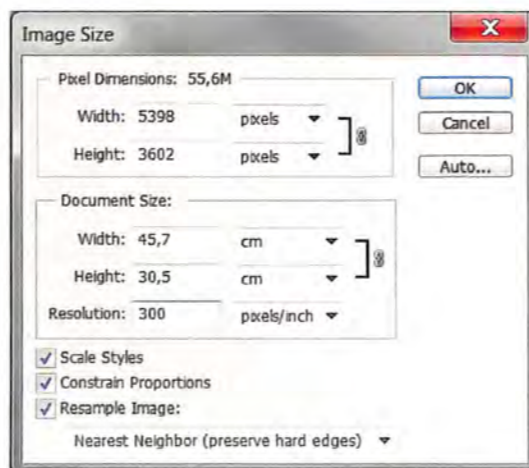 Image Size
Pixel Dimensions: 55,6M
Width: 5398 pixels
Height: 3602 pixels
OK
Cancel
Auto...
Document Size:
Width: 45,7 cm
Height: 30,5 cm
Resolution: 300 pixels/inch
Scale Styles
Constrain Proportions
Resample Image:
Nearest Neighbor (preserve hard edges)